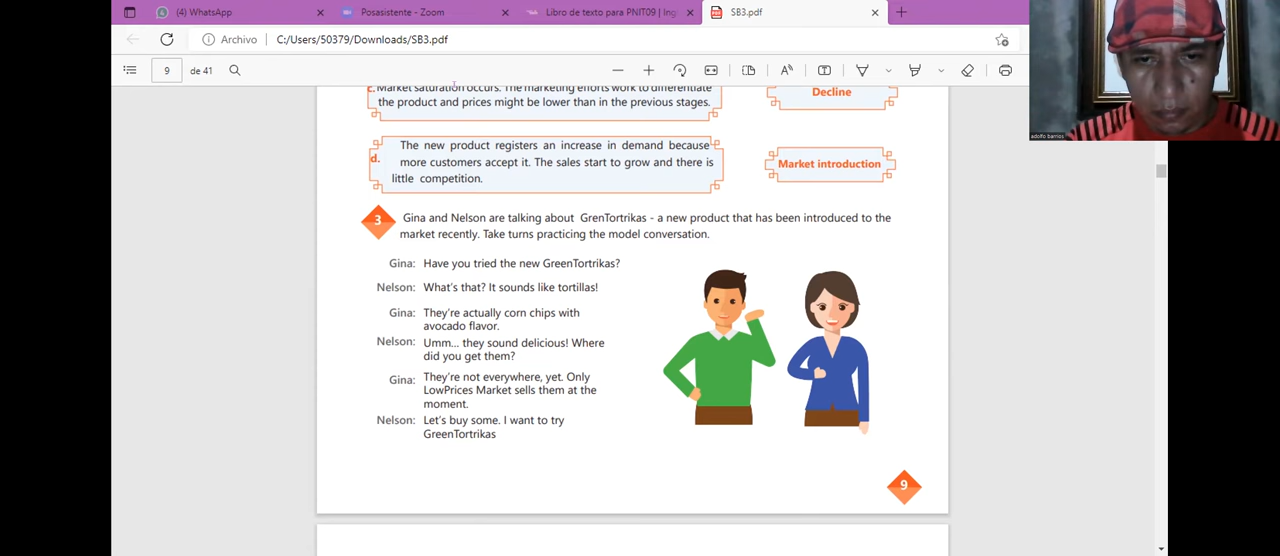 (4) WhatsApp
Posasistente - Zoom
Libro de texto para PNIT09 | Ing
SB3.pdf
Archivo
C:/Users/50379/Downloads/SB3.pdf
9 de 41
c. Market saturation occurs. The marketing efforts work to differentiate
the product and prices might be lower than in the previous stages.
Decline
d. The new product registers an increase in demand because
more customers accept it. The sales start to grow and there is
little competition.
Market introduction
3 Gina and Nelson are talking about GrenTortrikas - a new product that has been introduced to the
market recently. Take turns practicing the model conversation.
Gina: Have you tried the new GreenTortrikas?
Nelson: What's that? It sounds like tortillas!
Gina: They're actually corn chips with
avocado flavor.
Nelson: Umm... they sound delicious! Where
did you get them?
Gina: They're not everywhere, yet. Only
LowPrices Market sells them at the
moment.
Nelson: Let's buy some. I want to try
GreenTortrikas
9
adolfo barrios